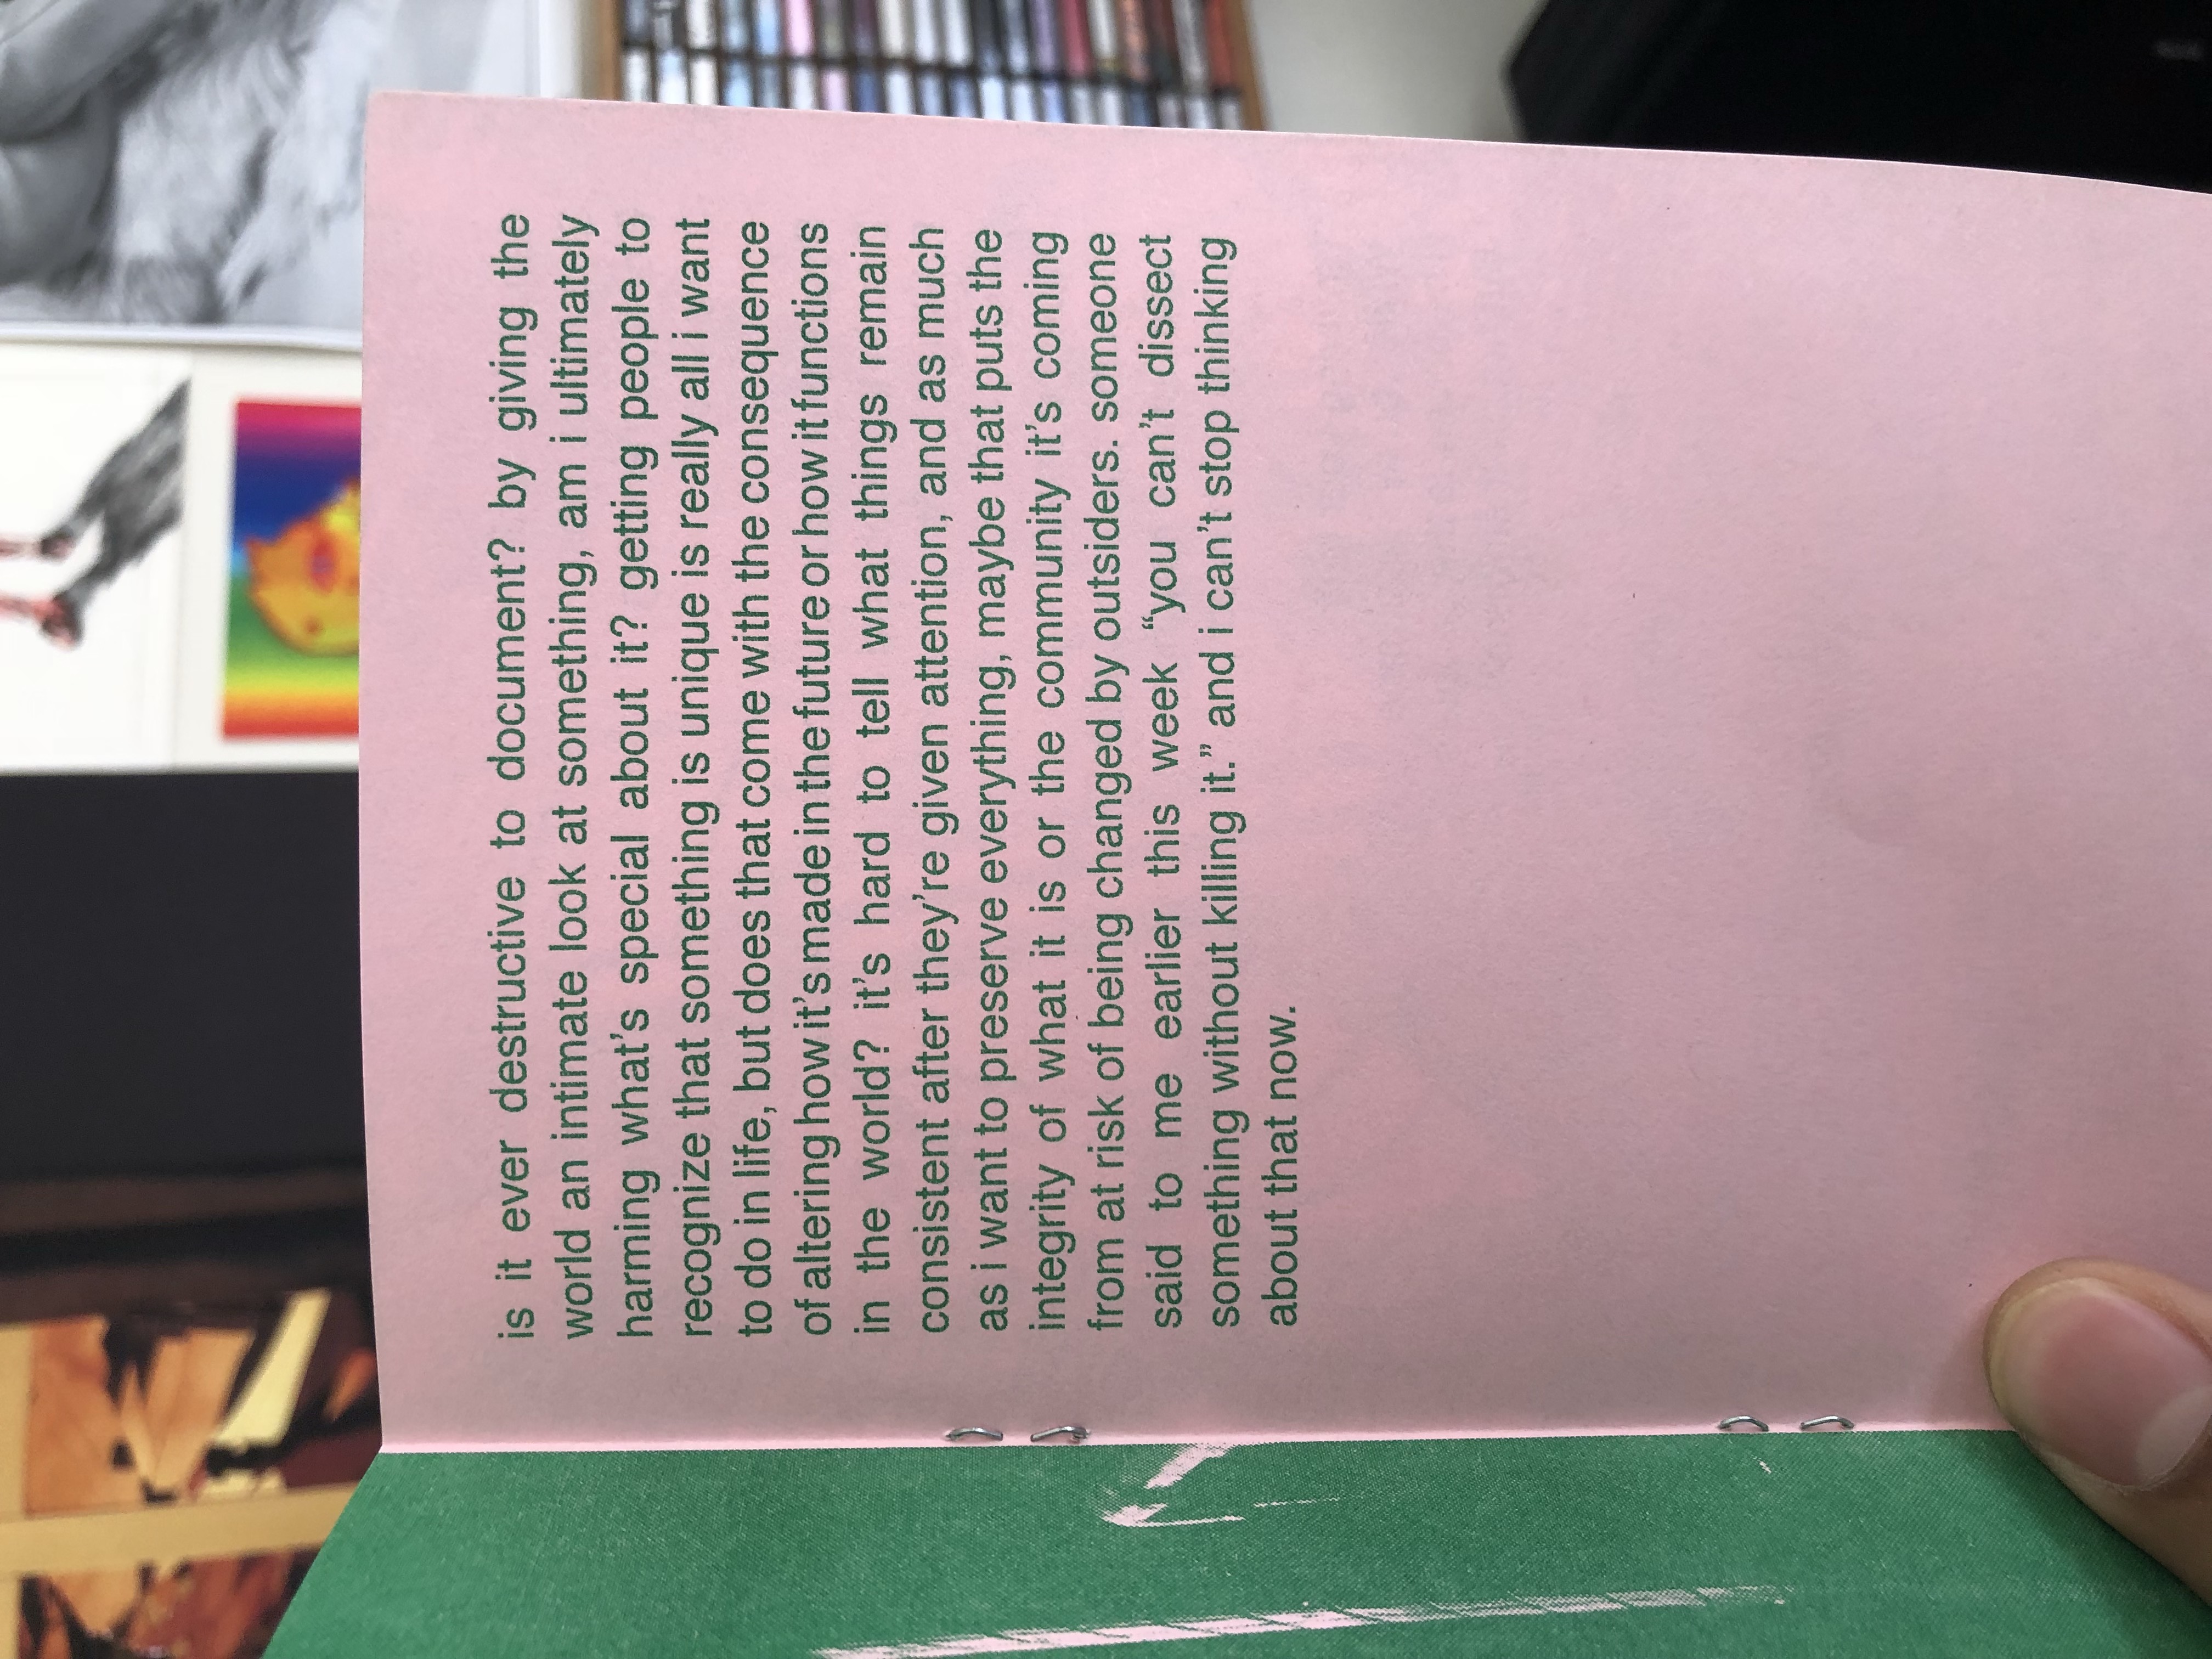 is it ever destructive to document? by giving the
world an intimate look at something, am i ultimately
harming what's special about it? getting people to
recognize that something is unique is really all i want
to do in life, but does that come with the consequence
of altering how it's made in the future or how it functions
in the world? it's hard to tell what things remain
consistent after they're given attention, and as much
as i want to preserve everything, maybe that puts the
integrity of what it is or the community it's coming
from at risk of being changed by outsiders. someone
said to me earlier this week “you can't dissect
something without killing it.” and i can't stop thinking
about that now.